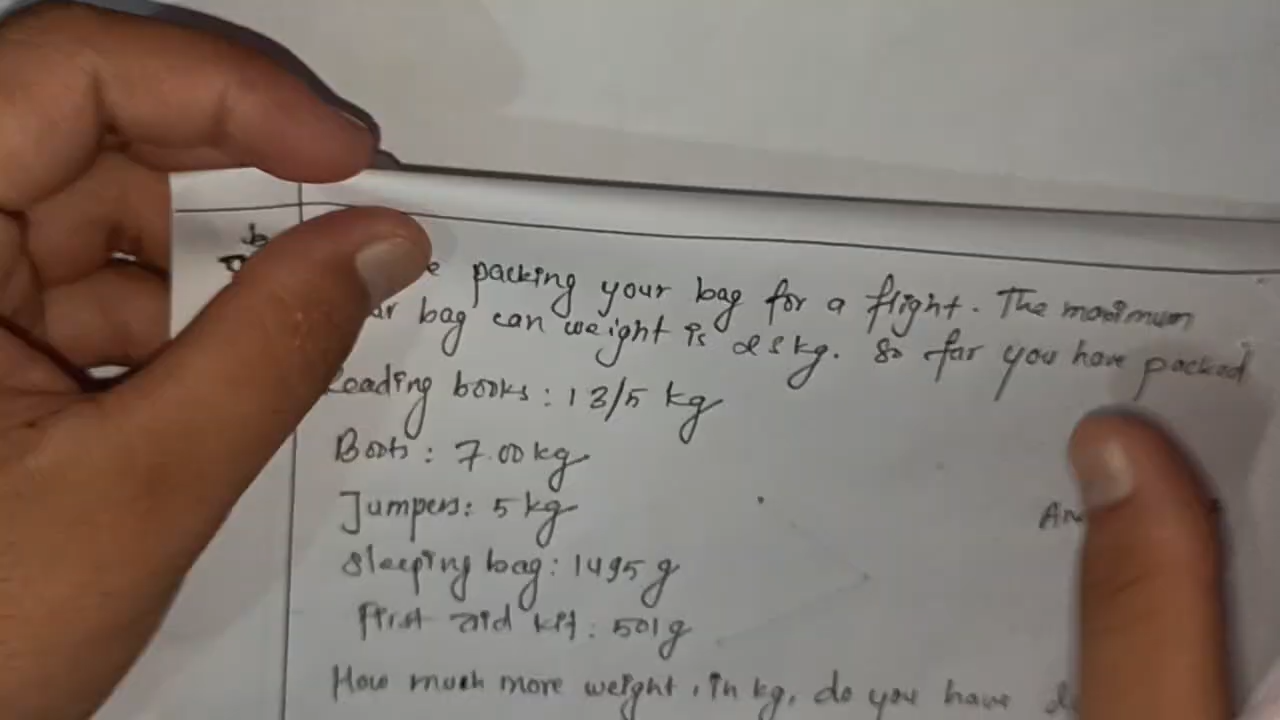 packing your bag for a flight. The maximum
bag can weight is 28 kg. So far you have packed
Reading books: 13/5 kg
Boots: 7.00 kg
Jumpers: 5 kg
Sleeping bag: 1495 g
First aid kit: 501 g
How much more weight, in kg, do you have